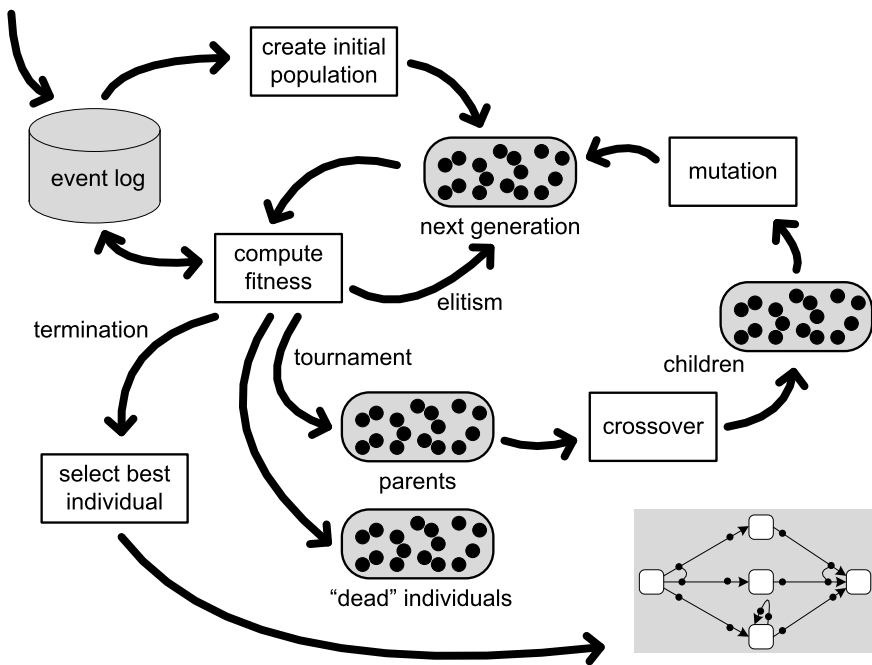 create initial
population
event log
mutation
next generation
compute
fitness
elitism
termination
tournament
children
crossover
select best
individual
parents
“dead” individuals